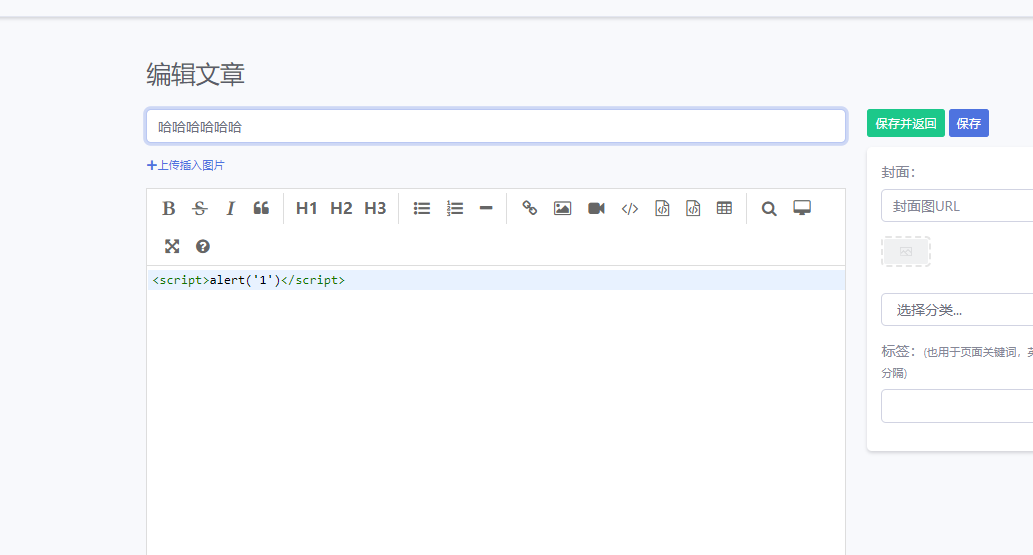 编辑文章
哈哈哈哈哈哈
保存并返回 保存
+上传插入图片
封面：
封面图URL
B S I H1 H2 H3
<script>alert('1')</script>
选择分类...
标签：(也用于页面关键词，
分隔)